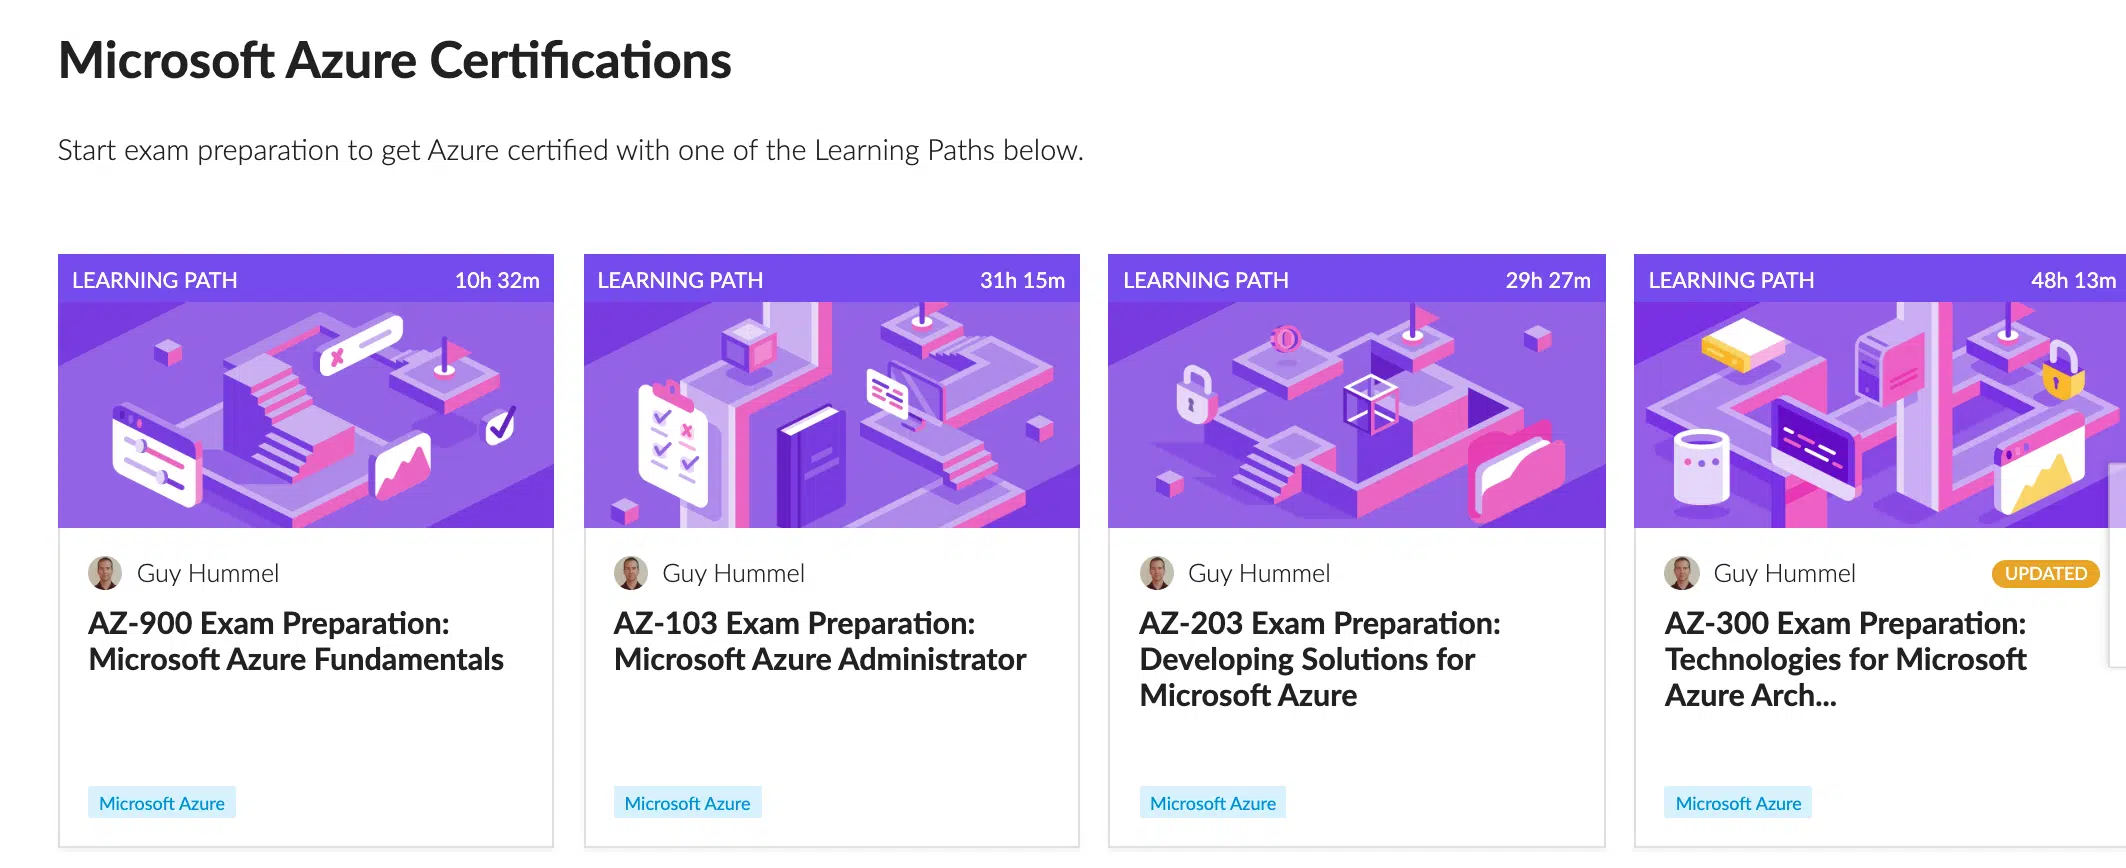 Microsoft Azure Certifications
Start exam preparation to get Azure certified with one of the Learning Paths below.
LEARNING PATH 10h 32m
Guy Hummel
AZ-900 Exam Preparation:
Microsoft Azure Fundamentals
Microsoft Azure
LEARNING PATH 31h 15m
Guy Hummel
AZ-103 Exam Preparation:
Microsoft Azure Administrator
Microsoft Azure
LEARNING PATH 29h 27m
Guy Hummel
AZ-203 Exam Preparation:
Developing Solutions for
Microsoft Azure
Microsoft Azure
LEARNING PATH 48h 13m
Guy Hummel UPDATED
AZ-300 Exam Preparation:
Technologies for Microsoft
Azure Arch...
Microsoft Azure